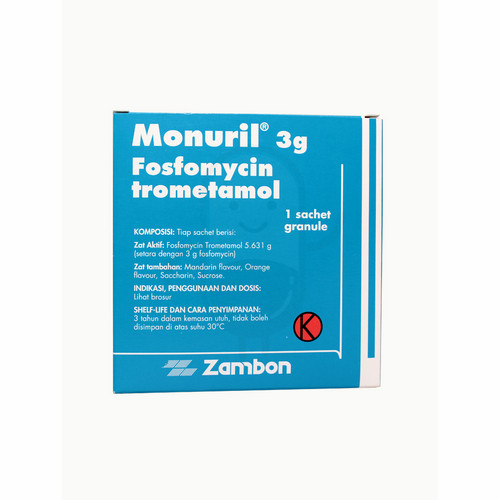 Monuril® 3g
Fosfomycin
trometamol
1 sachet
granule
KOMPOSISI: Tiap sachet berisi:
Zat Aktif: Fosfomycin Trometamol 5.631 g
(setara dengan 3 g fosfomycin)
Zat tambahan: Mandarin flavour, Orange
flavour, Saccharin, Sucrose.
INDIKASI, PENGGUNAAN DAN DOSIS:
Lihat brosur
SHELF-LIFE DAN CARA PENYIMPANAN:
3 tahun dalam kemasan utuh, tidak boleh
disimpan di atas suhu 30°C
K
Zambon